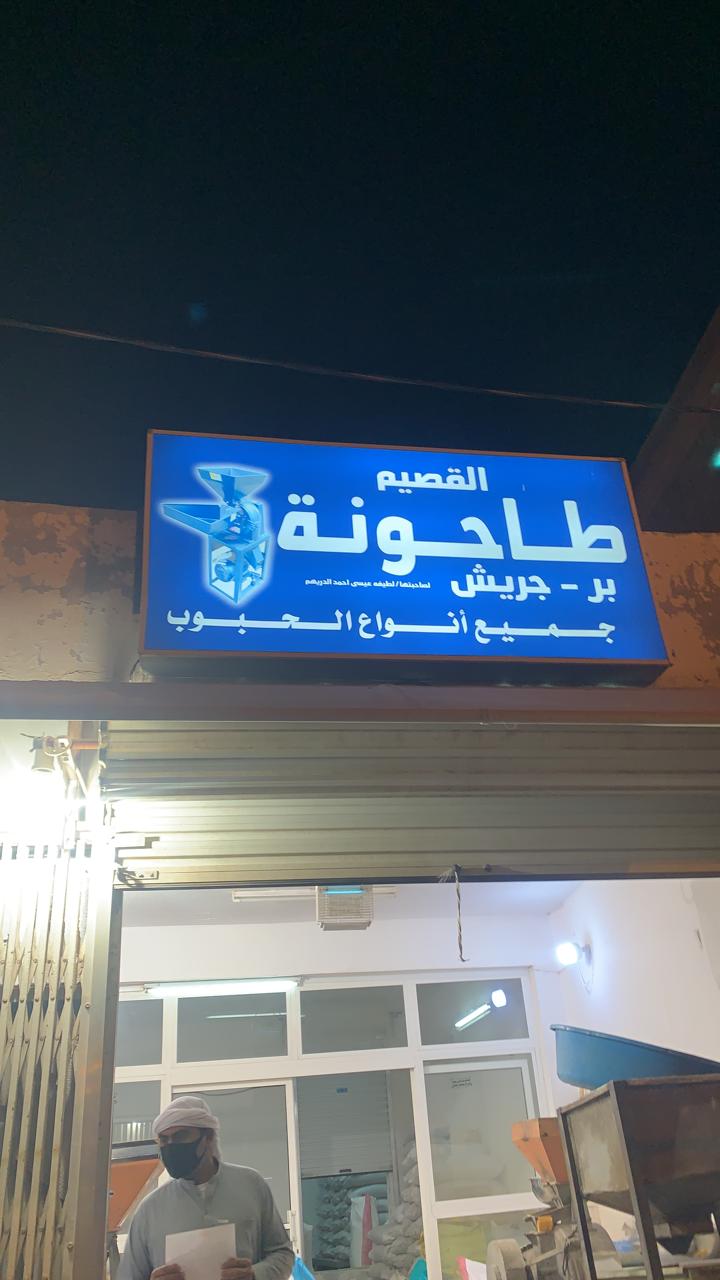 القصيم
طاحونة
بر - جريش
لصاحبتها / لطيفه عيسى احمد الدريهم
جميع أنواع الحبوب